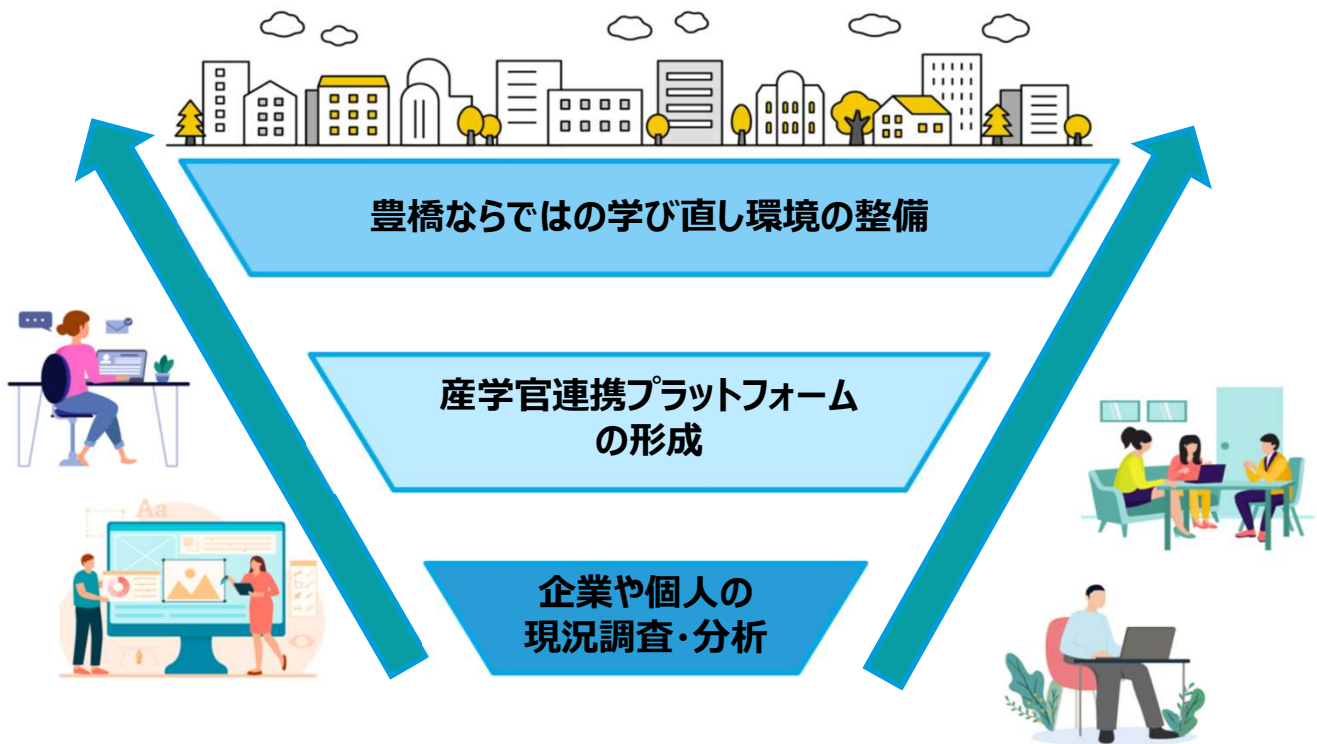 豊橋ならではの学び直し環境の整備
産学官連携プラットフォーム
の形成
Aa
企業や個人の
現況調査・分析